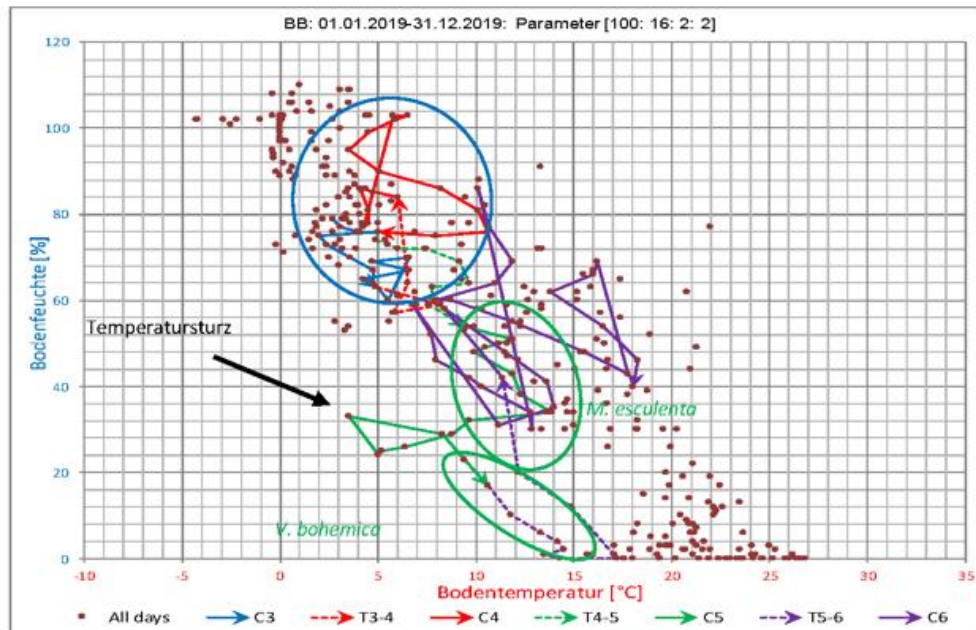 BB: 01.01.2019-31.12.2019: Parameter [100: 16: 2: 2]
120
100
80
60
40
20
0
Bodenfeuchte [%]
Temperatursturz
M. esculenta
V. bohemica
-10 -5 0 5 10 15 20 25 30 35
Bodentemperatur [°C]
All days C3 T3-4 C4 T4-5 C5 T5-6 C6